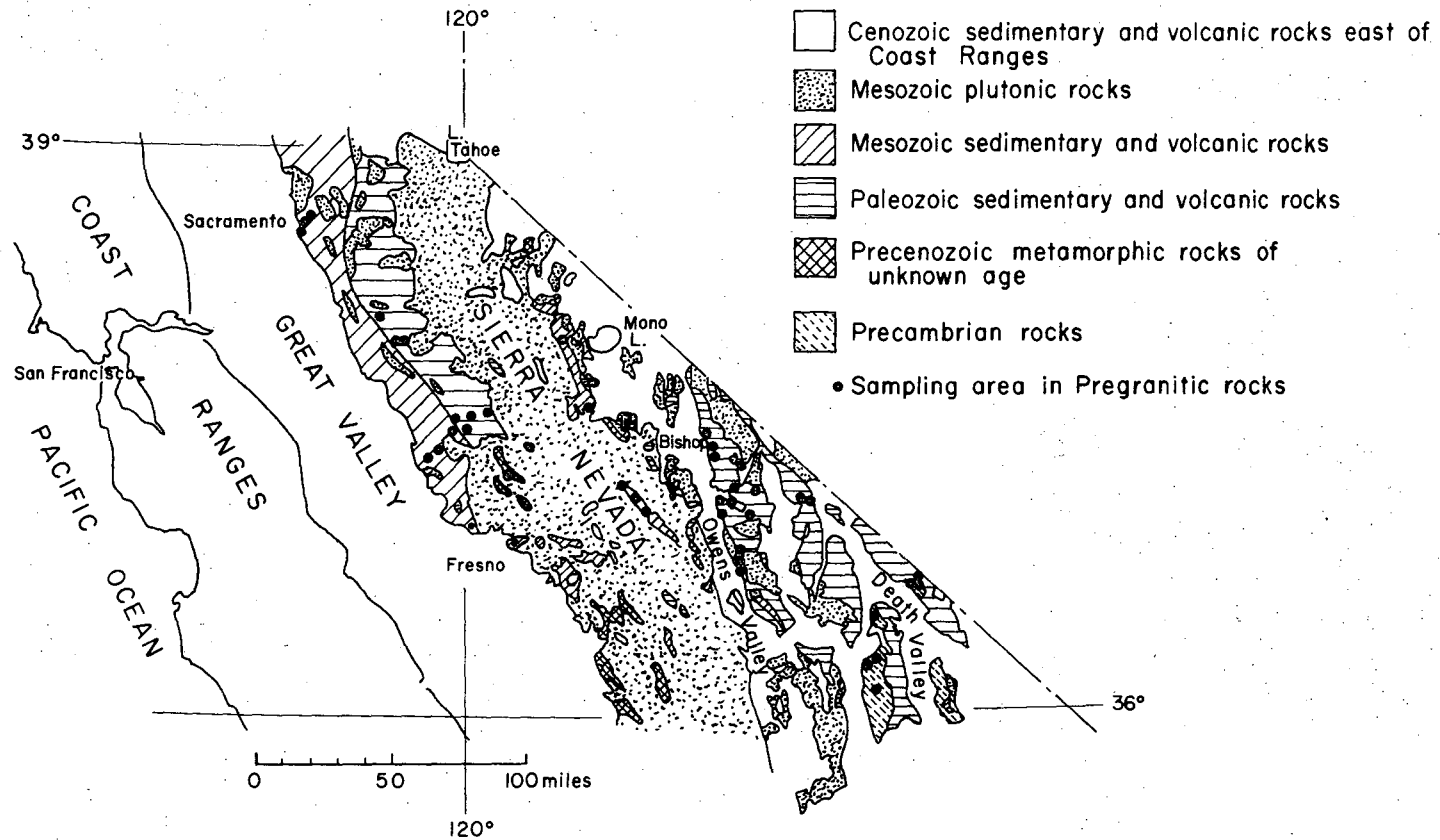 120°
Cenozoic sedimentary and volcanic rocks east of
Coast Ranges
Mesozoic plutonic rocks
39°
L.
Tahoe
Mesozoic sedimentary and volcanic rocks
Paleozoic sedimentary and volcanic rocks
Sacramento
COAST
Precenozoic metamorphic rocks of
unknown age
SIERRA
Mono
L.
GREAT VALLEY
Precambrian rocks
San Francisco
Sampling area in Pregranitic rocks
RANGES
PACIFIC
Bishop
NEVADA
Owens
Valley
Fresno
OCEAN
Death Valley
36°
0 50 100 miles
120°